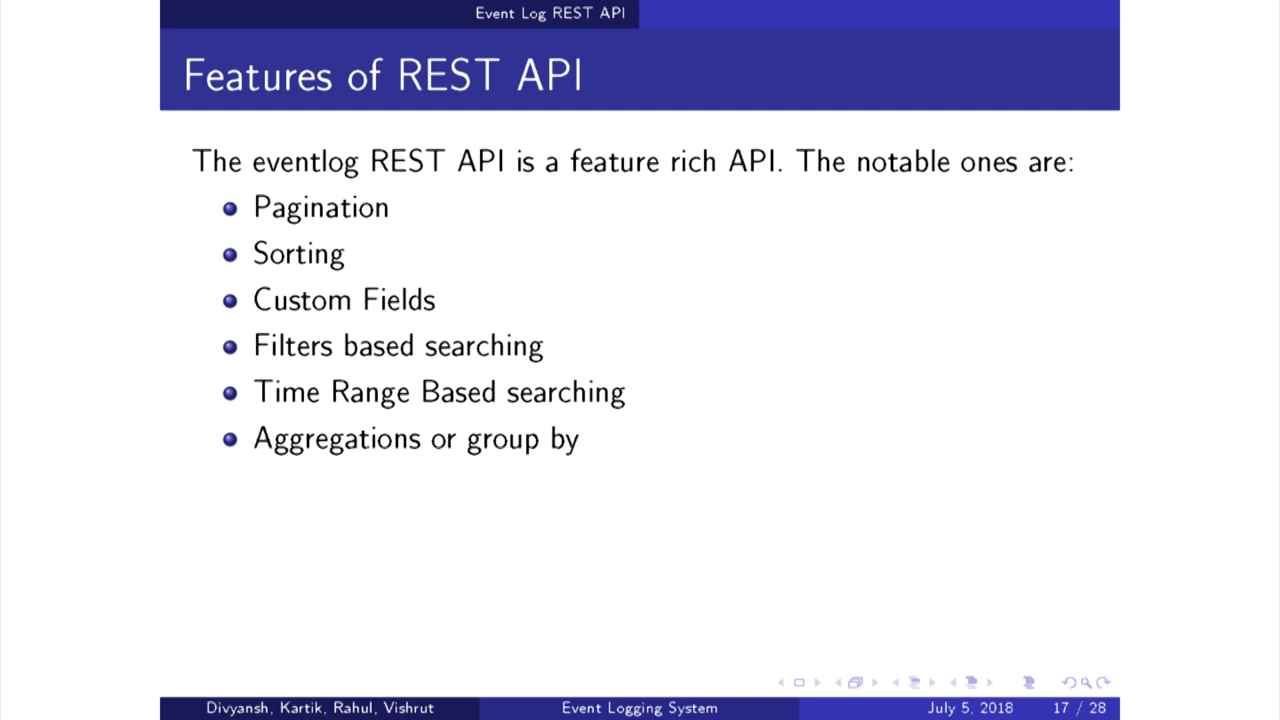 Event Log REST API
Features of REST API
The eventlog REST API is a feature rich API. The notable ones are:
Pagination
Sorting
Custom Fields
Filters based searching
Time Range Based searching
Aggregations or group by
Divyansh, Kartik, Rahul, Vishrut
Event Logging System
July 5, 2018
17 / 28